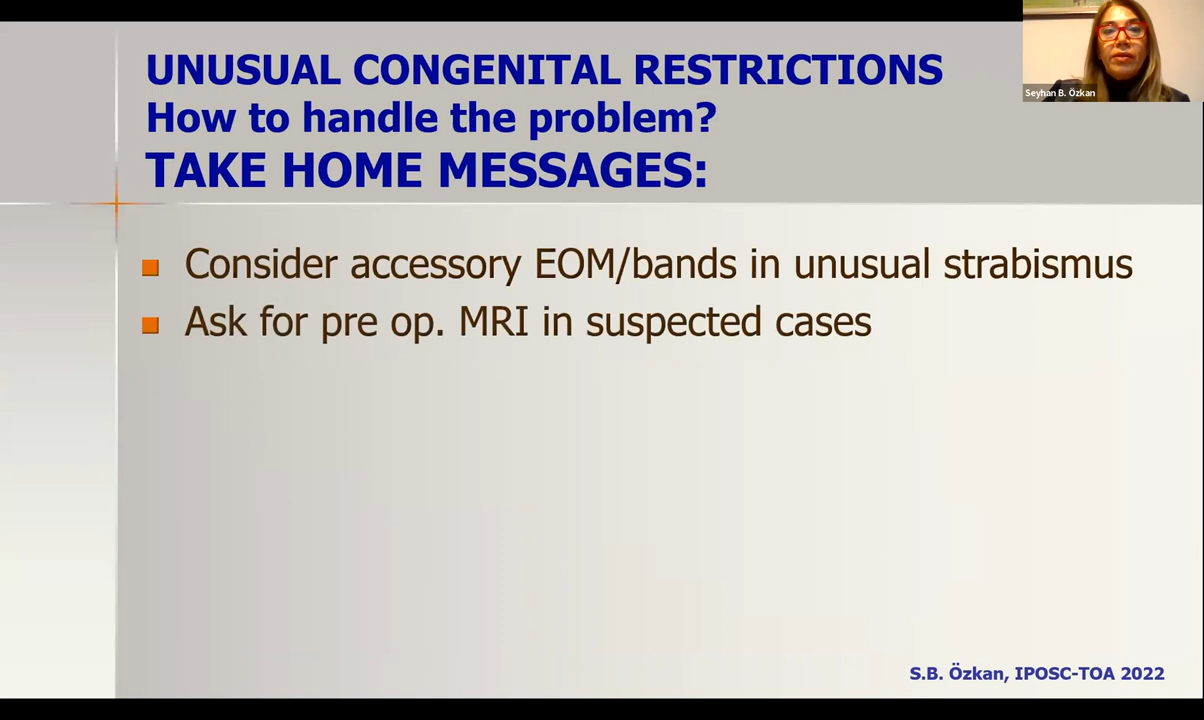 UNUSUAL CONGENITAL RESTRICTIONS
How to handle the problem?
TAKE HOME MESSAGES:
Seyhan B. Özkan
Consider accessory EOM/bands in unusual strabismus
Ask for pre op. MRI in suspected cases
S.B. Özkan, IPOSC-TOA 2022